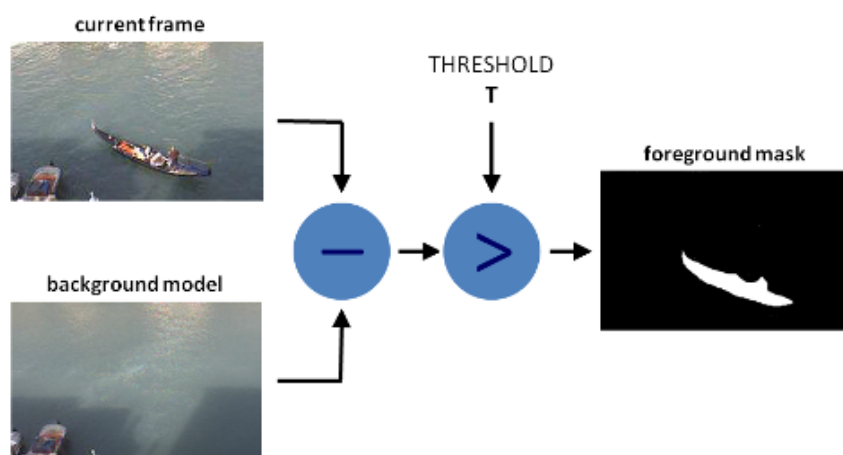 current frame
THRESHOLD
T
foreground mask
−
>
background model